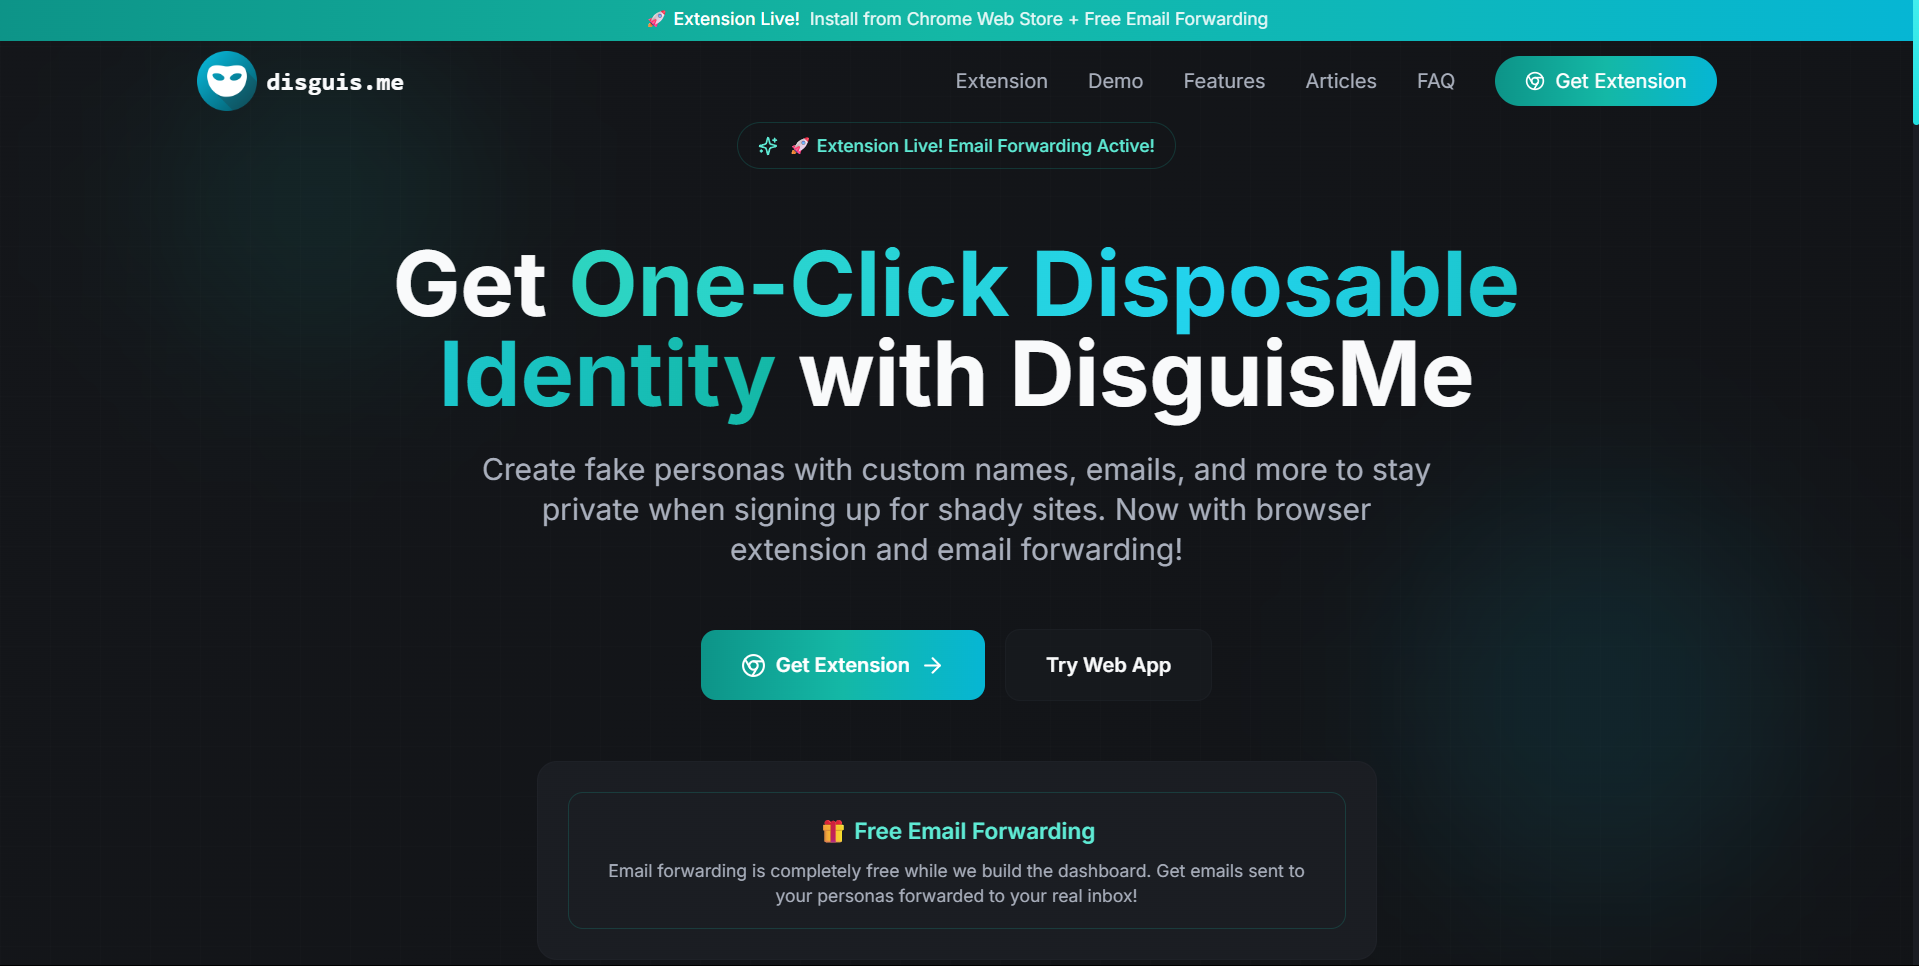 🚀 Extension Live! Install from Chrome Web Store + Free Email Forwarding
disguis.me
Extension
Demo
Features
Articles
FAQ
Get Extension
🚀 Extension Live! Email Forwarding Active!
Get One-Click Disposable
Identity with DisguisMe
Create fake personas with custom names, emails, and more to stay
private when signing up for shady sites. Now with browser
extension and email forwarding!
Get Extension →
Try Web App
🎁 Free Email Forwarding
Email forwarding is completely free while we build the dashboard. Get emails sent to
your personas forwarded to your real inbox!